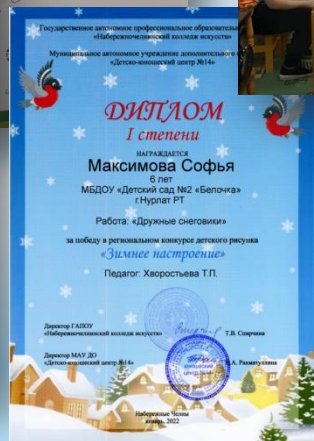 Государственное автономное профессиональное
«Набережночелнинский колледж искусств»
Муниципальное автономное учреждение дополнительного
«Детско-юношеский центр №14»
ДИПЛОМ
I степени
НАГРАЖДАЕТСЯ
Максимова Софья
6 лет
МБДОУ «Детский сад №2 «Белочка»
г.Нурлат РТ
Работа: «Дружные снеговики»
за победу в региональном конкурсе детского рисунка
«Зимнее настроение»
Педагог: Хворостьева Т.П.
Директор ГАПОУ
«Набережночелнинский колледж искусств»
Т.В. Спирчина
Директор МАУ ДО
«Детско-юношеский центр №14»
А. Рахматуллина
Набережные Челны
январь, 2022